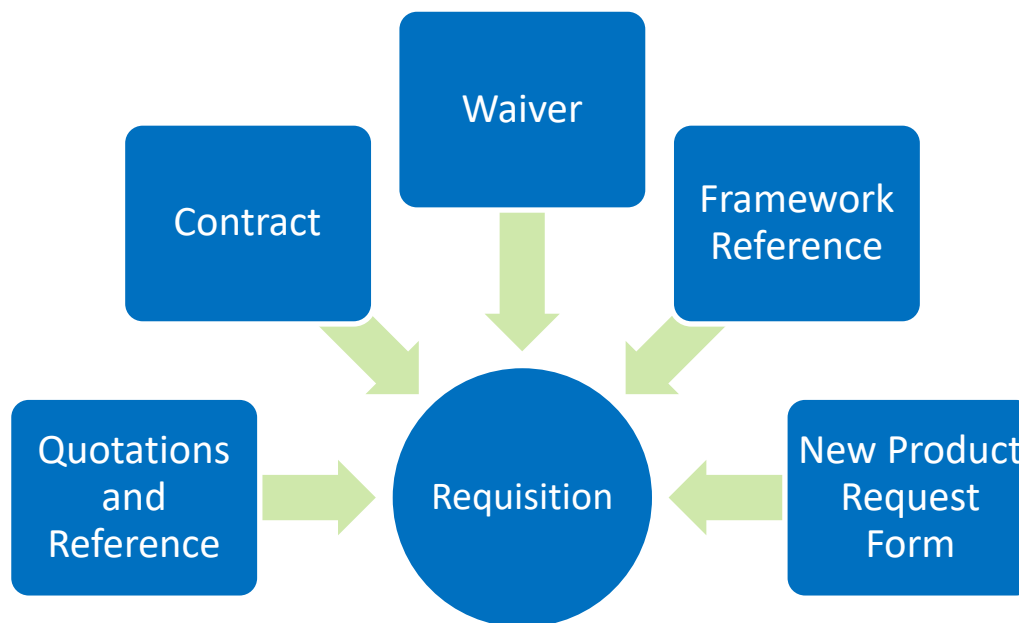 Waiver
Contract
Framework
Reference
Quotations
and
Reference
Requisition
New Product
Request
Form